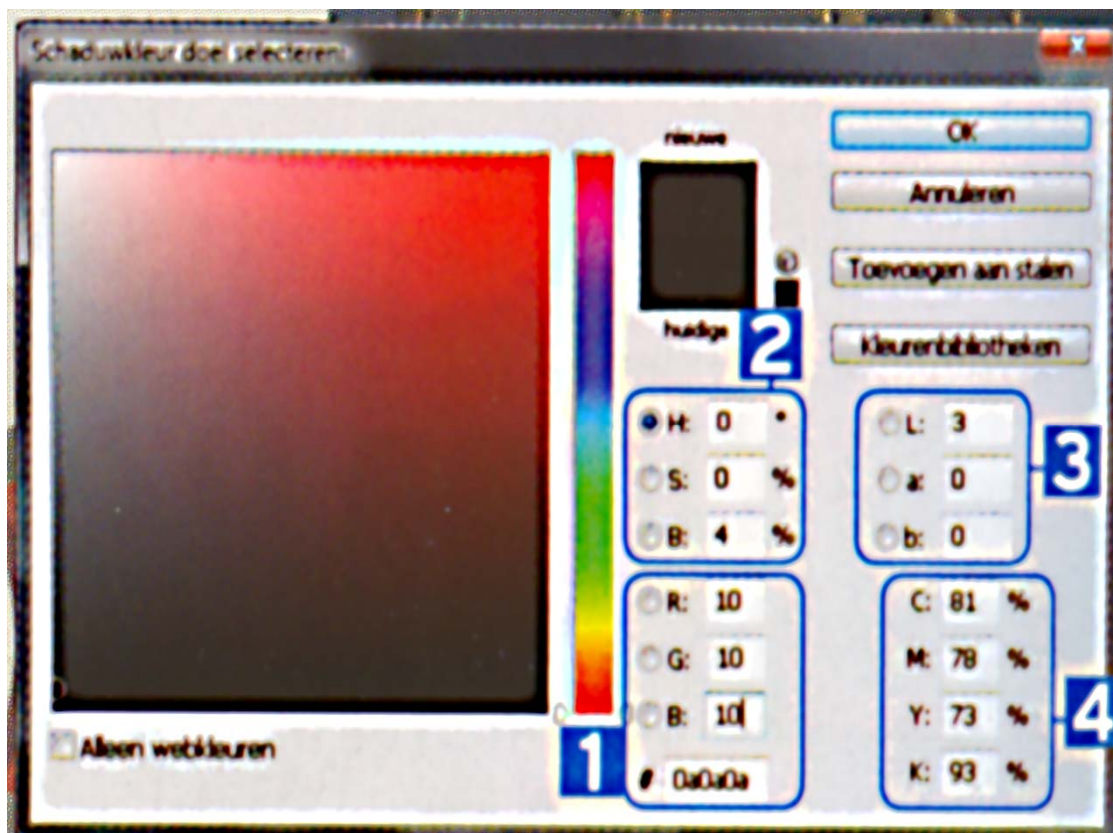 Schaduwkleur doel selecteren:
x
nieuwe
huidige
OK
Annuleren
Toevoegen aan stalen
Kleurenbibliotheken
2
H: 0 °
S: 0 %
B: 4 %
3
L: 3
a: 0
b: 0
1
R: 10
G: 10
B: 10
# 0a0a0a
4
C: 81 %
M: 78 %
Y: 73 %
K: 93 %
Alleen webkleuren